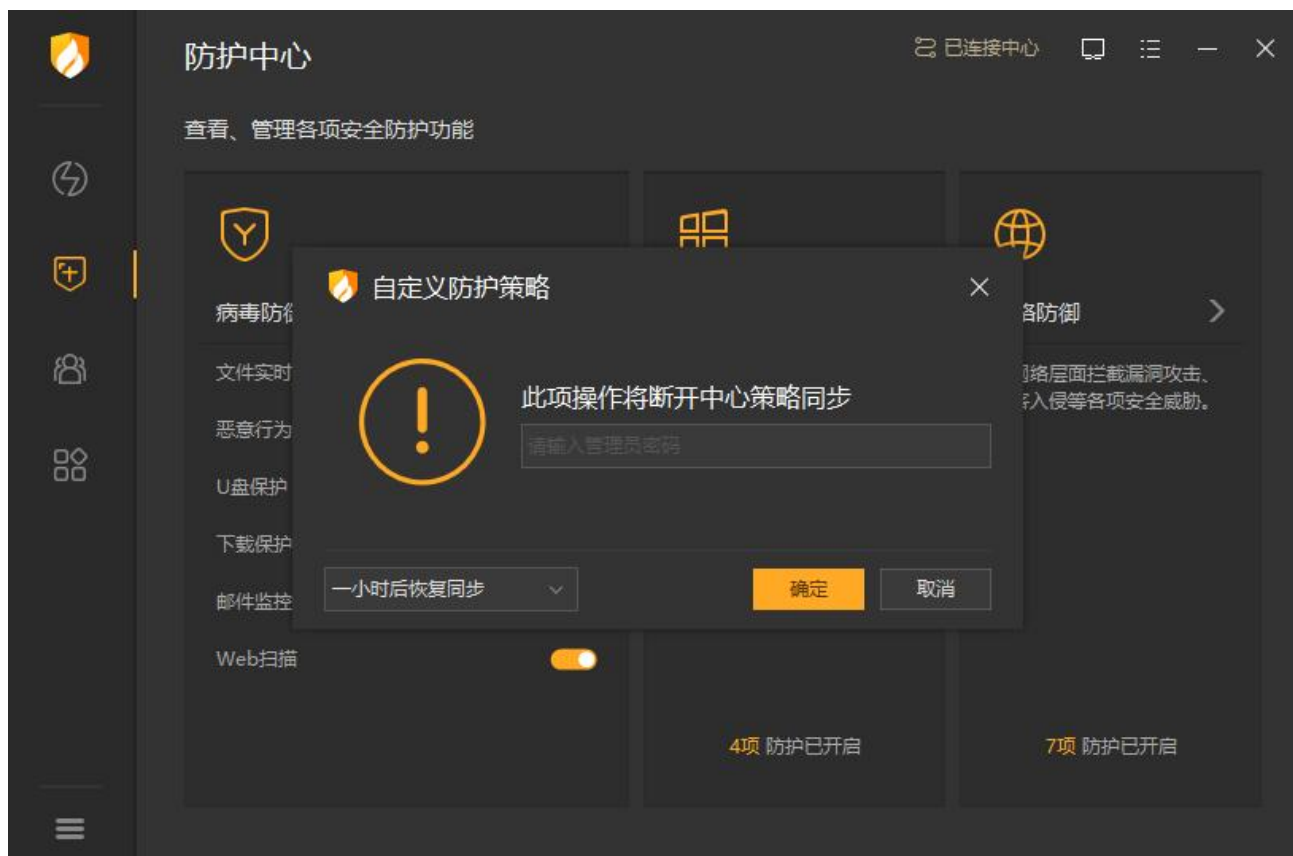 防护中心
已连接中心
查看、管理各项安全防护功能
自定义防护策略
病毒防御
络防御
文件实时
络层面拦截漏洞攻击、
此项操作将断开中心策略同步
客入侵等各项安全威胁。
恶意行为
请输入管理员密码
U盘保护
下载保护
一小时后恢复同步
确定
取消
邮件监控
Web扫描
4项 防护已开启
7项 防护已开启